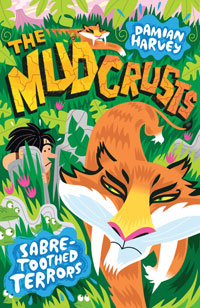 THE
DAMIAN
HARVEY
MUDCRUSTS
SABRE-
TOOTHED
TERRORS